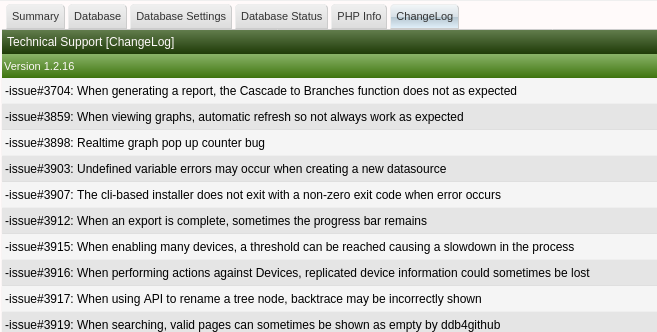 Summary Database Database Settings Database Status PHP Info ChangeLog
Technical Support [ChangeLog]
Version 1.2.16
-issue#3704: When generating a report, the Cascade to Branches function does not as expected
-issue#3859: When viewing graphs, automatic refresh so not always work as expected
-issue#3898: Realtime graph pop up counter bug
-issue#3903: Undefined variable errors may occur when creating a new datasource
-issue#3907: The cli-based installer does not exit with a non-zero exit code when error occurs
-issue#3912: When an export is complete, sometimes the progress bar remains
-issue#3915: When enabling many devices, a threshold can be reached causing a slowdown in the process
-issue#3916: When performing actions against Devices, replicated device information could sometimes be lost
-issue#3917: When using API to rename a tree node, backtrace may be incorrectly shown
-issue#3919: When searching, valid pages can sometimes be shown as empty by ddb4github